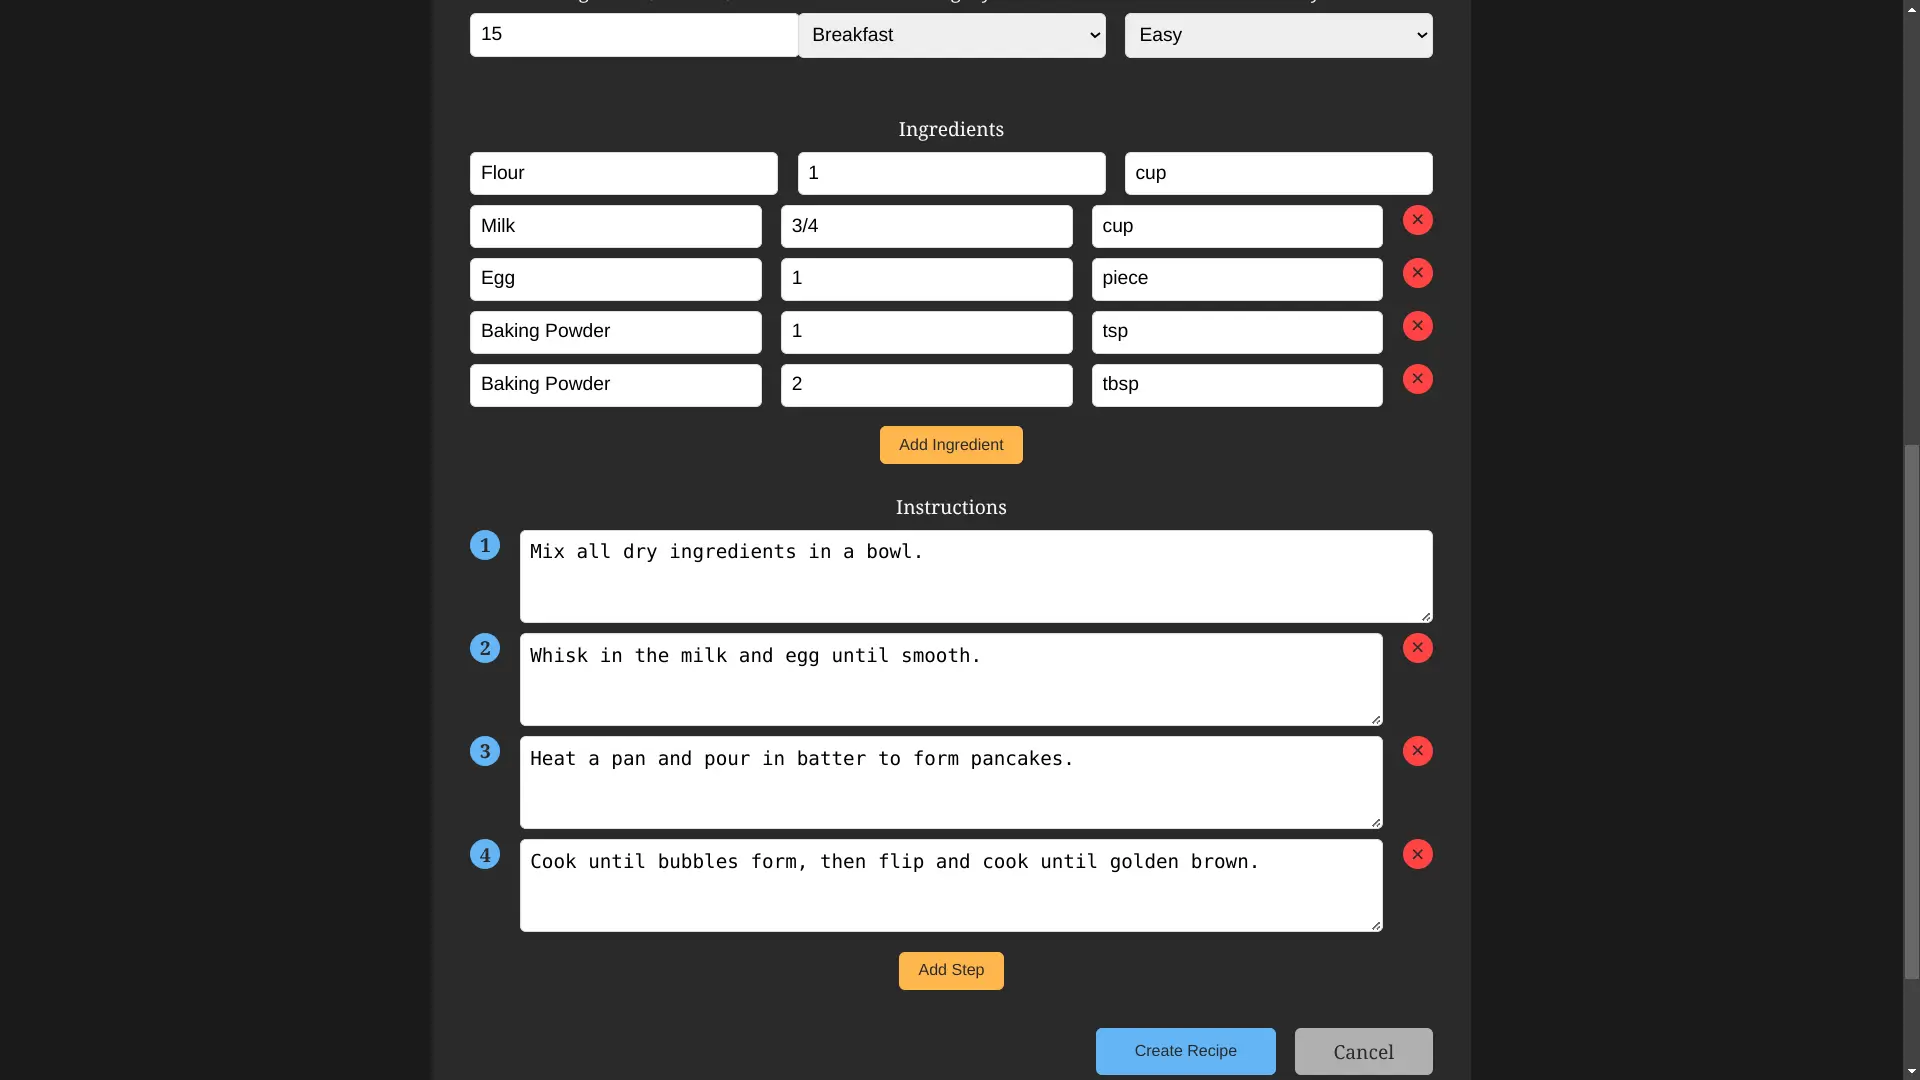 15
Breakfast
Easy
Ingredients
Flour
1
cup
Milk
3/4
cup
Egg
1
piece
Baking Powder
1
tsp
Baking Powder
2
tbsp
Add Ingredient
Instructions
1
Mix all dry ingredients in a bowl.
2
Whisk in the milk and egg until smooth.
3
Heat a pan and pour in batter to form pancakes.
4
Cook until bubbles form, then flip and cook until golden brown.
Add Step
Create Recipe
Cancel